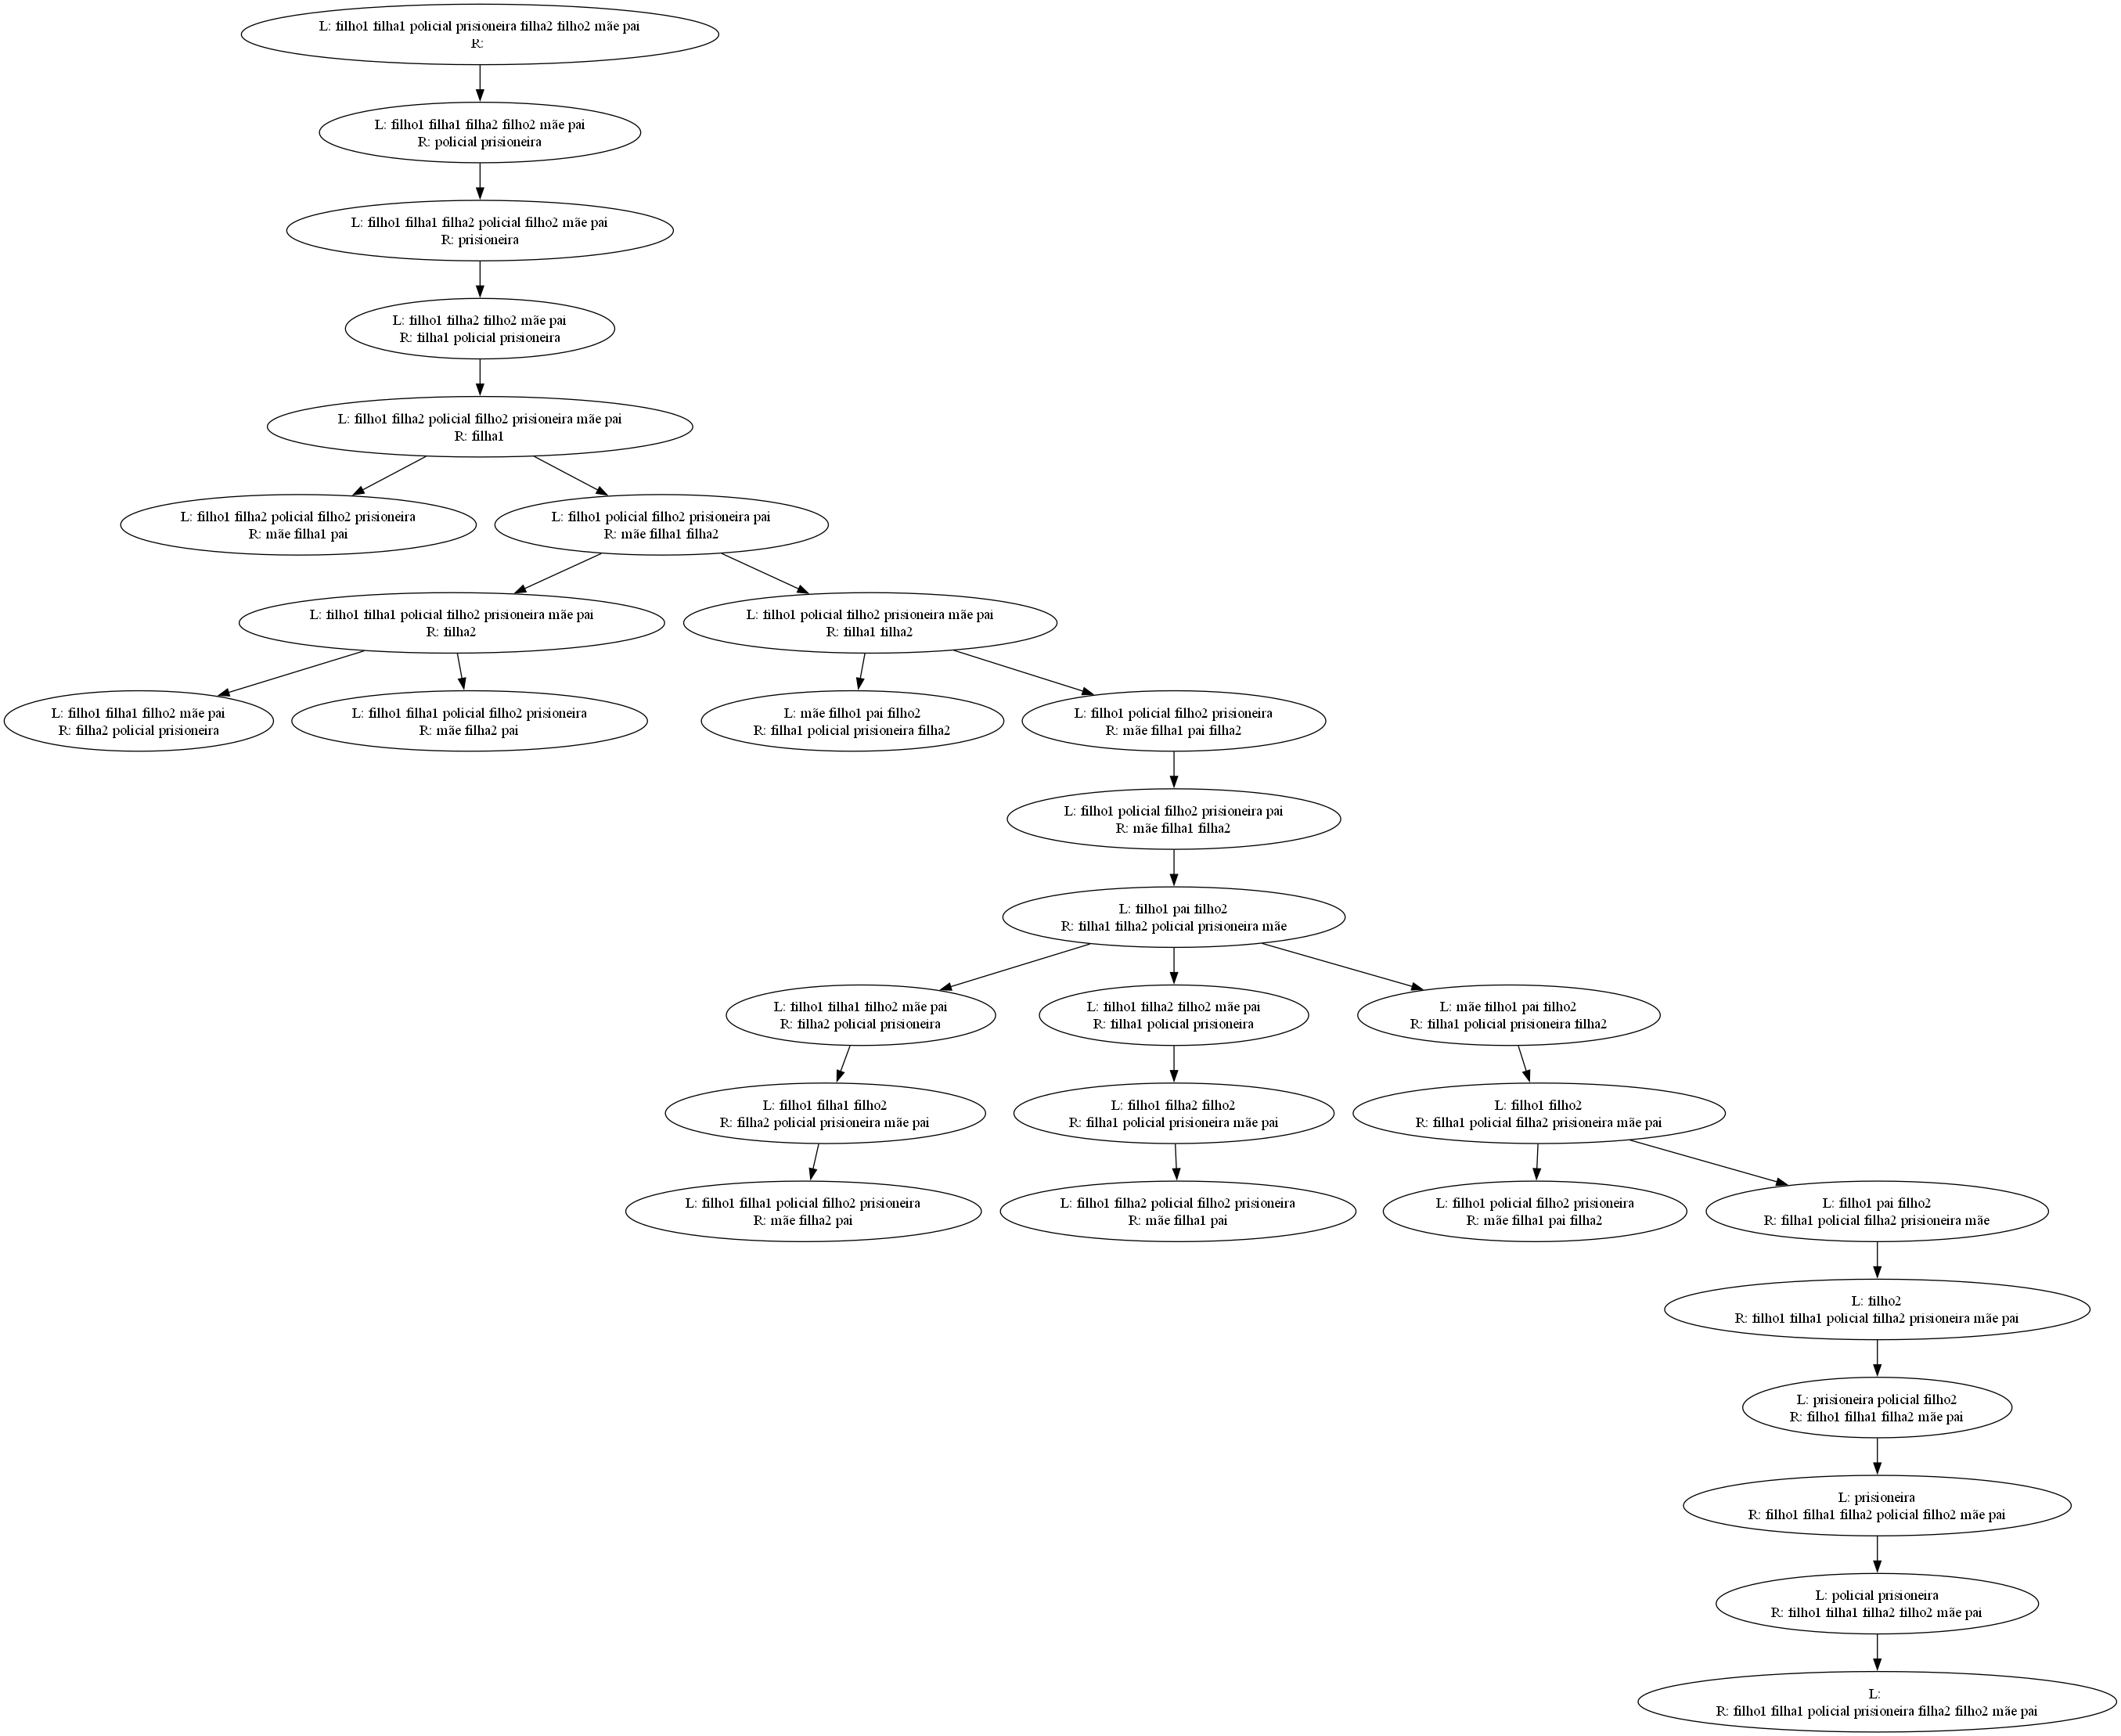 L: filho1 filha1 policial prisioneira filha2 filho2 mãe pai
R:
L: filho1 filha1 filha2 filho2 mãe pai
R: policial prisioneira
L: filho1 filha1 filha2 policial filho2 mãe pai
R: prisioneira
L: filho1 filha2 filho2 mãe pai
R: filha1 policial prisioneira
L: filho1 filha2 policial filho2 prisioneira mãe pai
R: filha1
L: filho1 filha2 policial filho2 prisioneira
R: mãe filha1 pai
L: filho1 policial filho2 prisioneira pai
R: mãe filha1 filha2
L: filho1 filha1 policial filho2 prisioneira mãe pai
R: filha2
L: filho1 policial filho2 prisioneira mãe pai
R: filha1 filha2
L: filho1 filha1 filho2 mãe pai
R: filha2 policial prisioneira
L: filho1 filha1 policial filho2 prisioneira
R: mãe filha2 pai
L: mãe filho1 pai filho2
R: filha1 policial prisioneira filha2
L: filho1 policial filho2 prisioneira
R: mãe filha1 pai filha2
L: filho1 policial filho2 prisioneira pai
R: mãe filha1 filha2
L: filho1 pai filho2
R: filha1 filha2 policial prisioneira mãe
L: filho1 filha1 filho2 mãe pai
R: filha2 policial prisioneira
L: filho1 filha2 filho2 mãe pai
R: filha1 policial prisioneira
L: mãe filho1 pai filho2
R: filha1 policial prisioneira filha2
L: filho1 filha1 filho2
R: filha2 policial prisioneira mãe pai
L: filho1 filha2 filho2
R: filha1 policial prisioneira mãe pai
L: filho1 filho2
R: filha1 policial filha2 prisioneira mãe pai
L: filho1 filha1 policial filho2 prisioneira
R: mãe filha2 pai
L: filho1 filha2 policial filho2 prisioneira
R: mãe filha1 pai
L: filho1 policial filho2 prisioneira
R: mãe filha1 pai filha2
L: filho1 pai filho2
R: filha1 policial filha2 prisioneira mãe
L: filho2
R: filho1 filha1 policial filha2 prisioneira mãe pai
L: prisioneira policial filho2
R: filho1 filha1 filha2 mãe pai
L: prisioneira
R: filho1 filha1 filha2 policial filho2 mãe pai
L: policial prisioneira
R: filho1 filha1 filha2 filho2 mãe pai
L:
R: filho1 filha1 policial prisioneira filha2 filho2 mãe pai